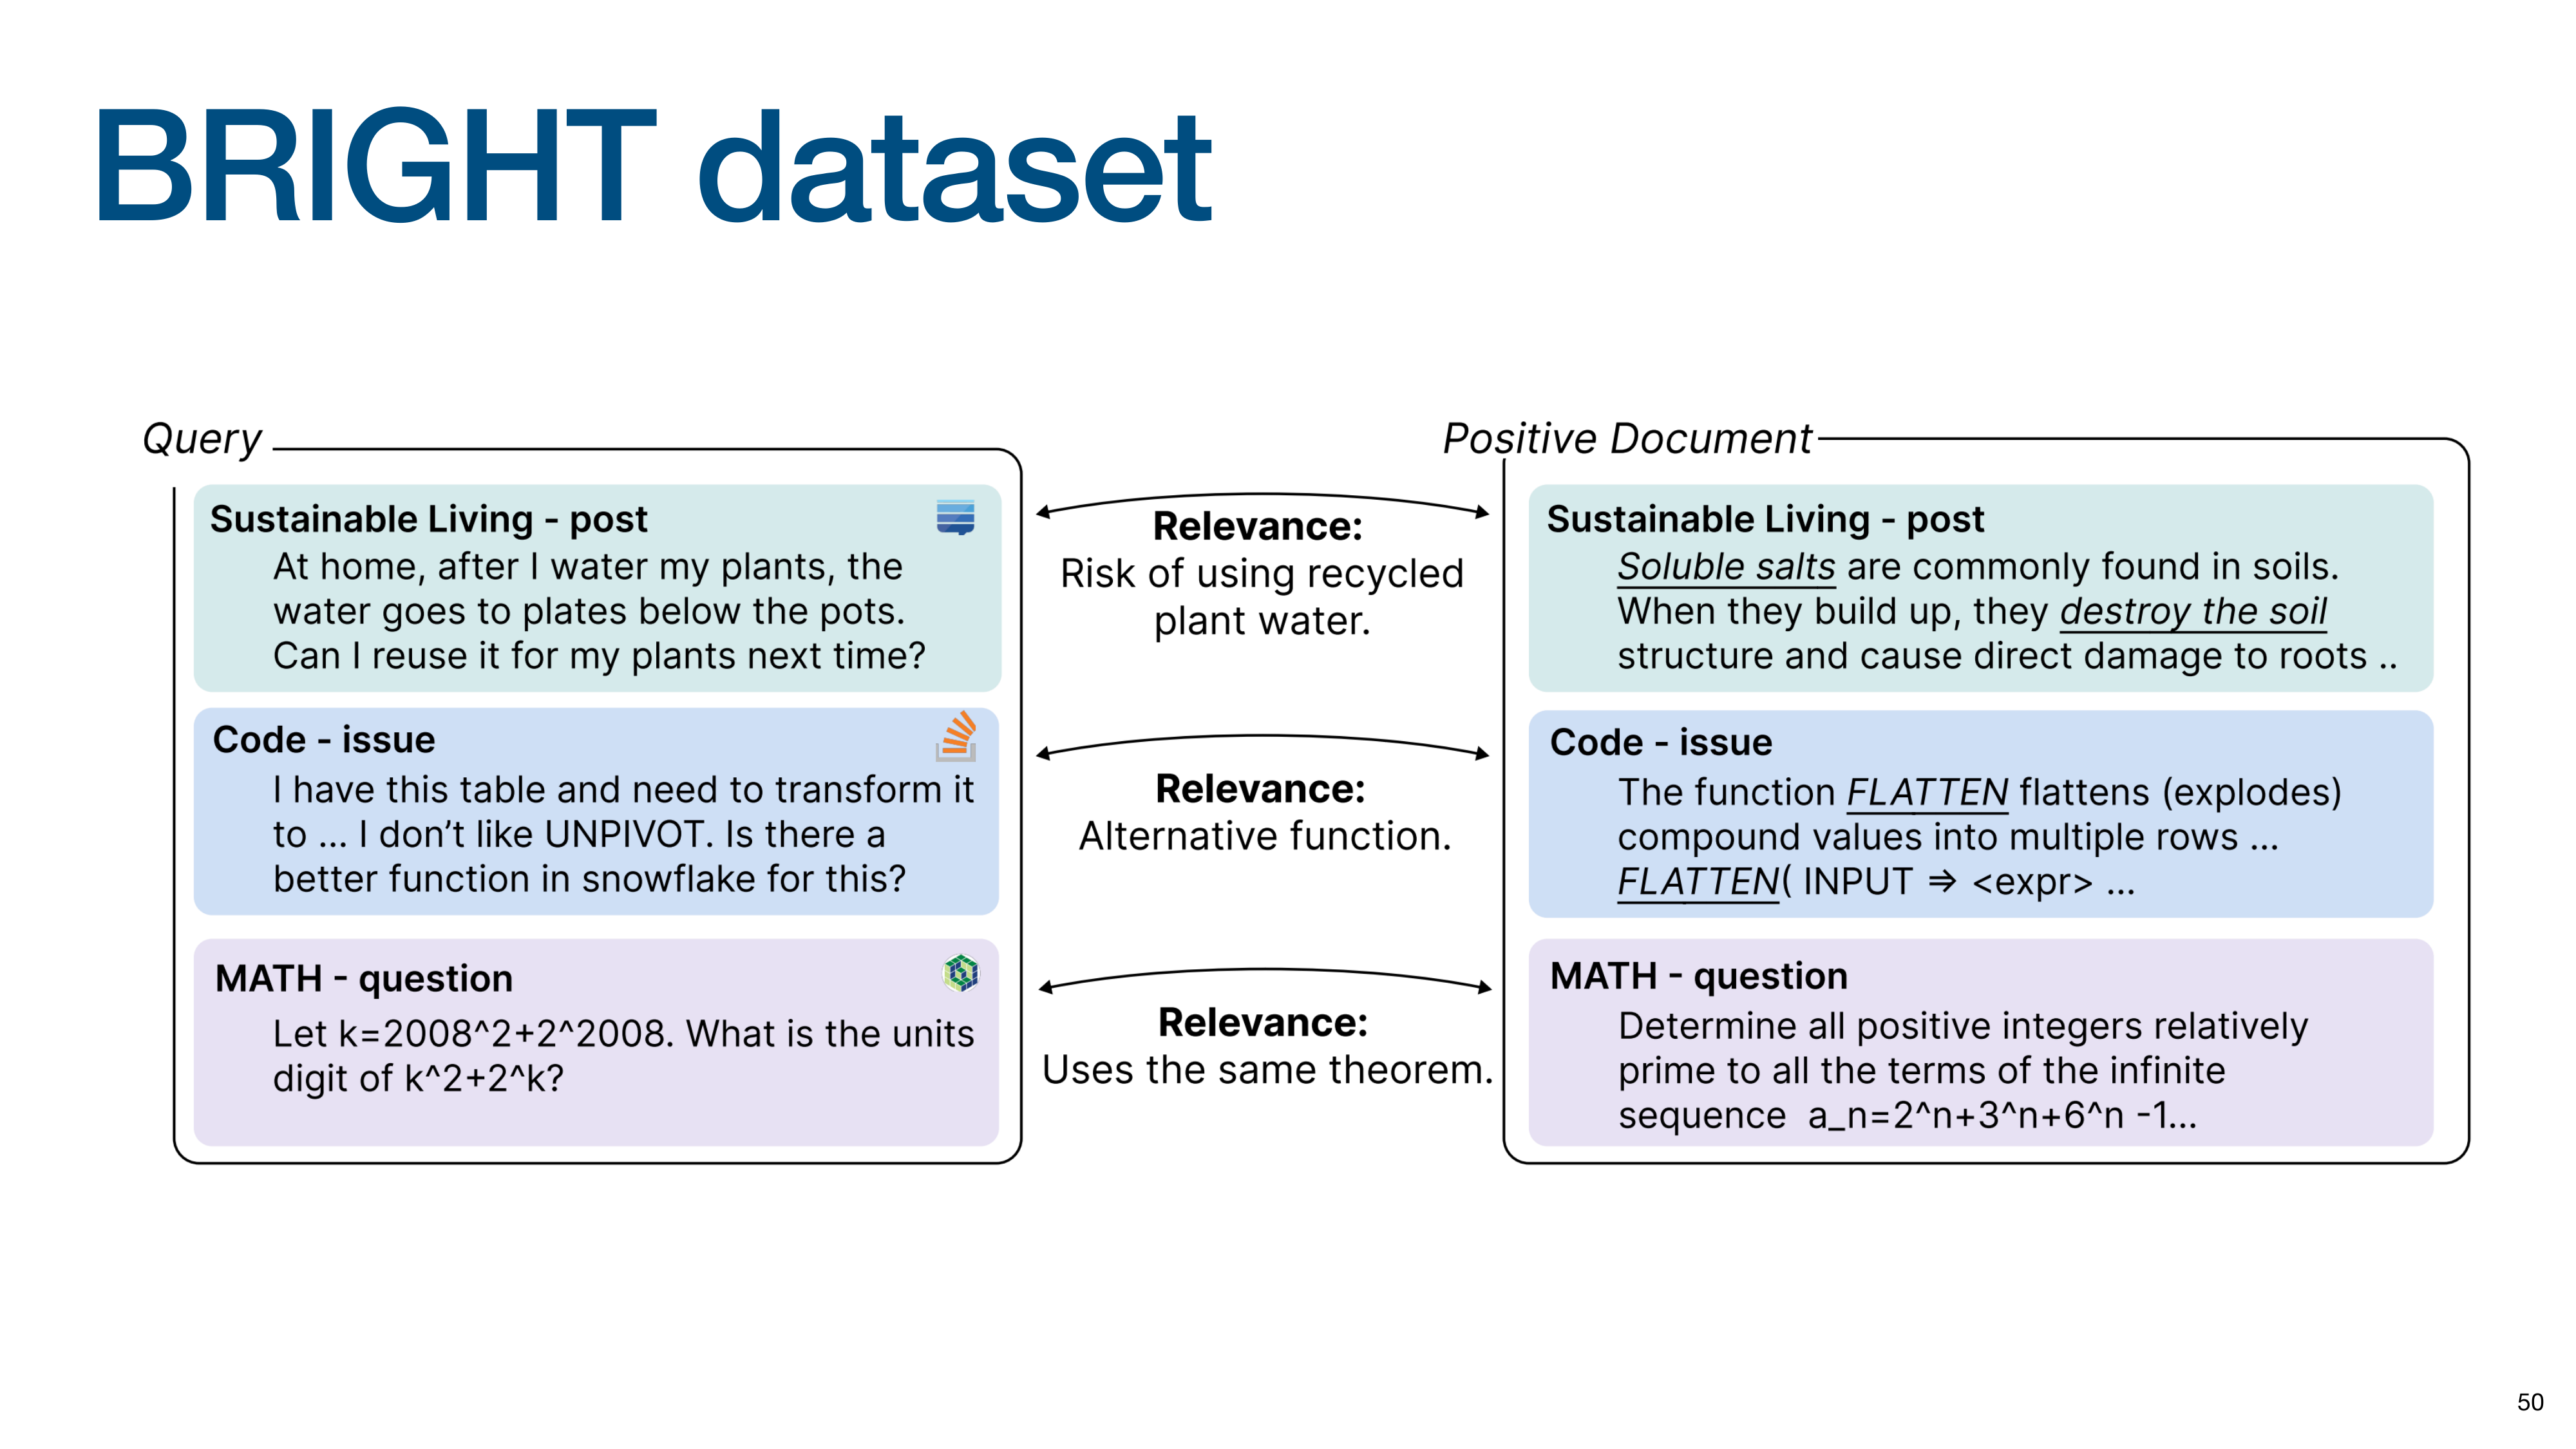 BRIGHT dataset
Query
Sustainable Living - post
At home, after I water my plants, the
water goes to plates below the pots.
Can I reuse it for my plants next time?
Code - issue
I have this table and need to transform it
to ... I don’t like UNPIVOT. Is there a
better function in snowflake for this?
MATH - question
Let k=2008^2+2^2008. What is the units
digit of k^2+2^k?
Relevance:
Risk of using recycled
plant water.
Relevance:
Alternative function.
Relevance:
Uses the same theorem.
Positive Document
Sustainable Living - post
Soluble salts are commonly found in soils.
When they build up, they destroy the soil
structure and cause direct damage to roots ..
Code - issue
The function FLATTEN flattens (explodes)
compound values into multiple rows ...
FLATTEN( INPUT ⇒ <expr> ...
MATH - question
Determine all positive integers relatively
prime to all the terms of the infinite
sequence  a_n=2^n+3^n+6^n -1...
50